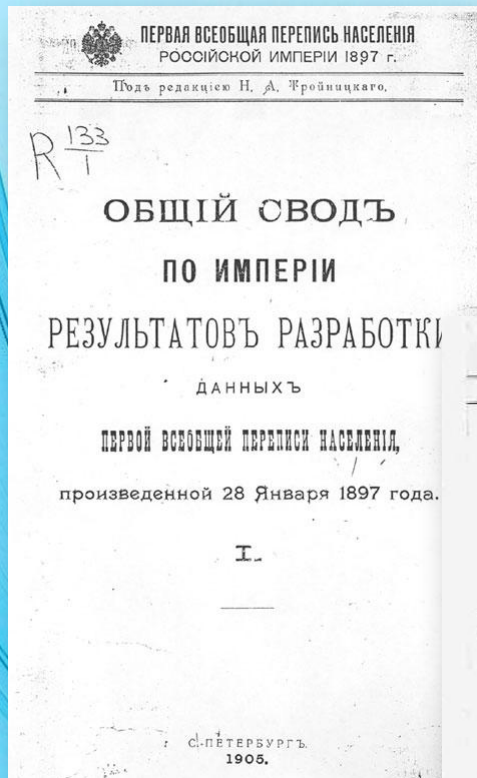 ПЕРВАЯ ВСЕОБЩАЯ ПЕРЕПИСЬ НАСЕЛЕНІЯ
РОССІЙСКОЙ ИМПЕРІИ 1897 г.
Подъ редакціею Н. А. Тройницкаго.
R 133
I
ОБЩІЙ СВОДЪ
ПО ИМПЕРІИ
РЕЗУЛЬТАТОВЪ РАЗРАБОТКИ
ДАННЫХЪ
ПЕРВОЙ ВСЕОБЩЕЙ ПЕРЕПИСИ НАСЕЛЕНІЯ,
произведенной 28 Января 1897 года.
I.
С.-ПЕТЕРБУРГЪ.
1905.